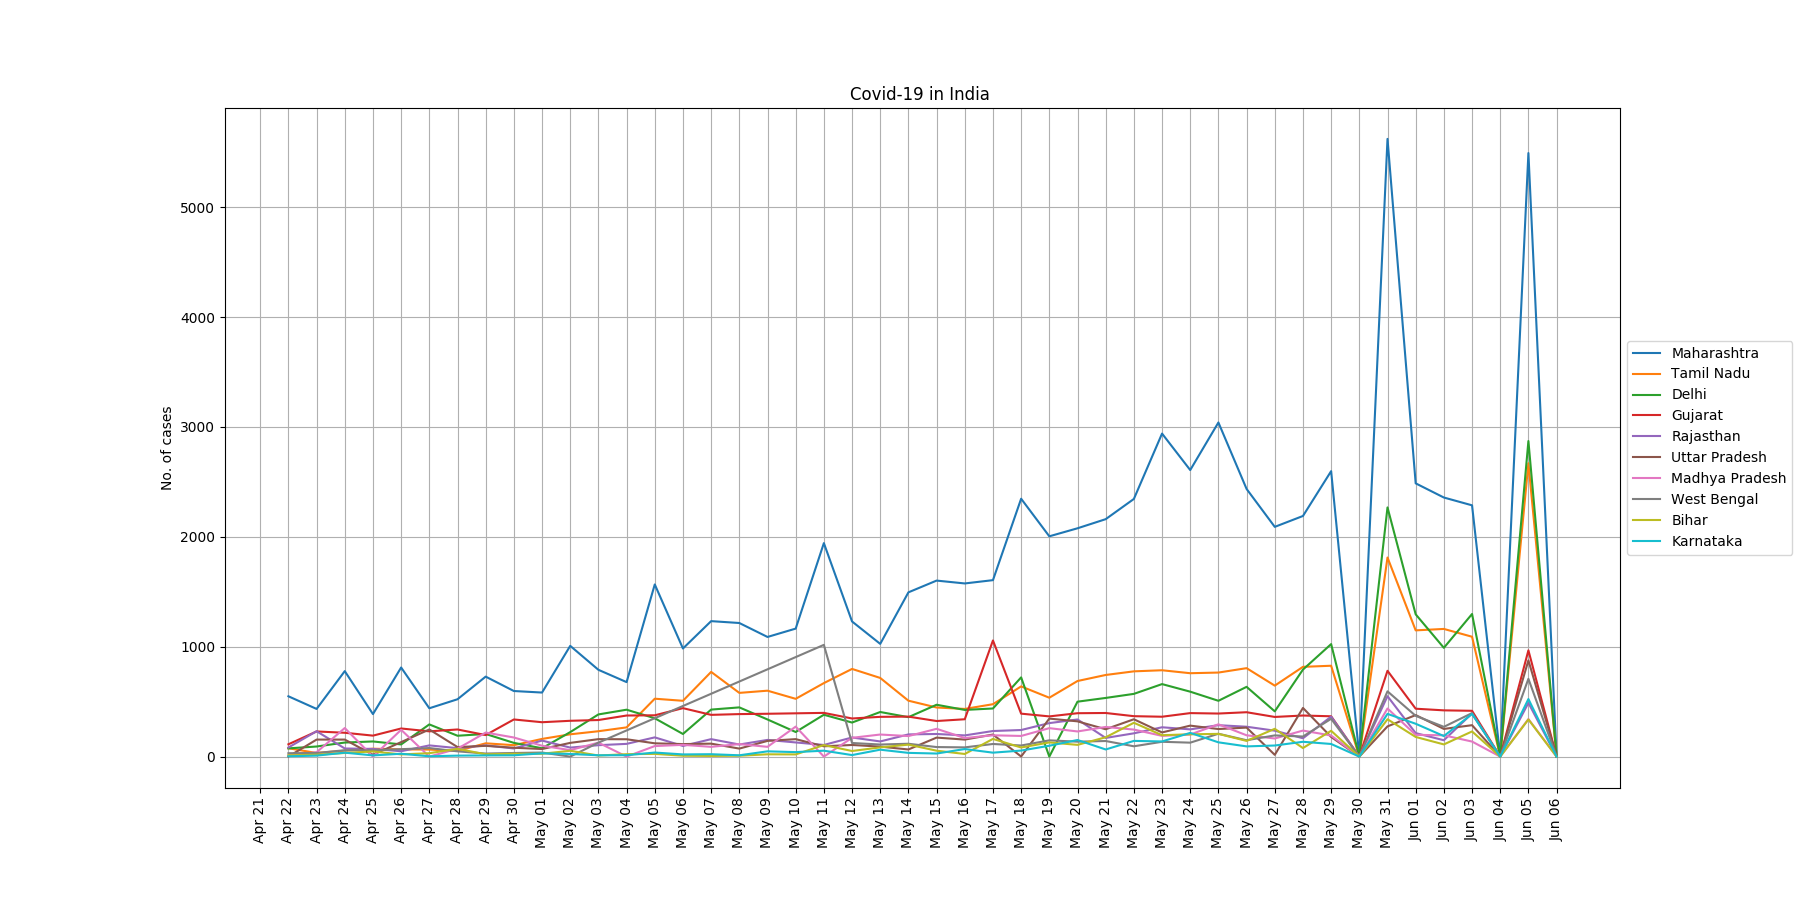 Covid-19 in India
No. of cases
5000
4000
3000
2000
1000
0
Apr 21
Apr 22
Apr 23
Apr 24
Apr 25
Apr 26
Apr 27
Apr 28
Apr 29
Apr 30
May 01
May 02
May 03
May 04
May 05
May 06
May 07
May 08
May 09
May 10
May 11
May 12
May 13
May 14
May 15
May 16
May 17
May 18
May 19
May 20
May 21
May 22
May 23
May 24
May 25
May 26
May 27
May 28
May 29
May 30
May 31
Jun 01
Jun 02
Jun 03
Jun 04
Jun 05
Jun 06
Maharashtra
Tamil Nadu
Delhi
Gujarat
Rajasthan
Uttar Pradesh
Madhya Pradesh
West Bengal
Bihar
Karnataka